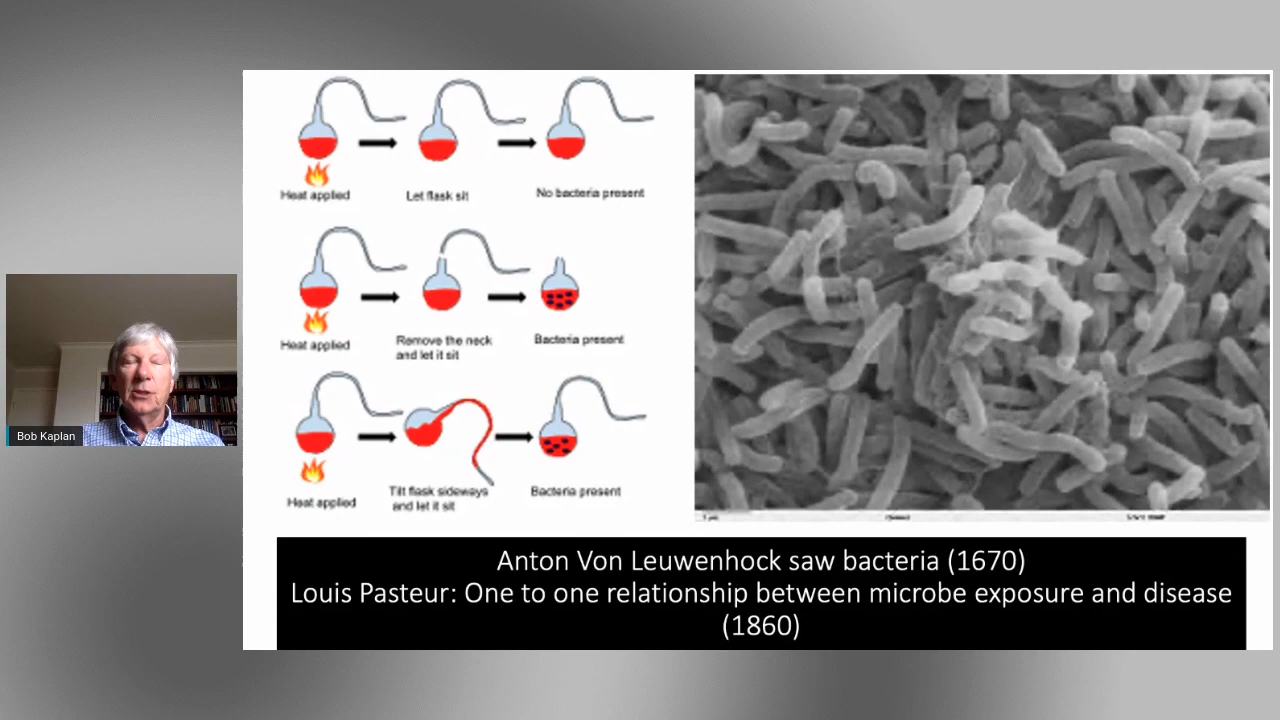 Heat applied
Let flask sit
No bacteria present
Heat applied
Remove the neck
and let it sit
Bacteria present
Heat applied
Tilt flask sideways
and let it sit
Bacteria present
Bob Kaplan
Anton Von Leuwenhock saw bacteria (1670)
Louis Pasteur: One to one relationship between microbe exposure and disease
(1860)